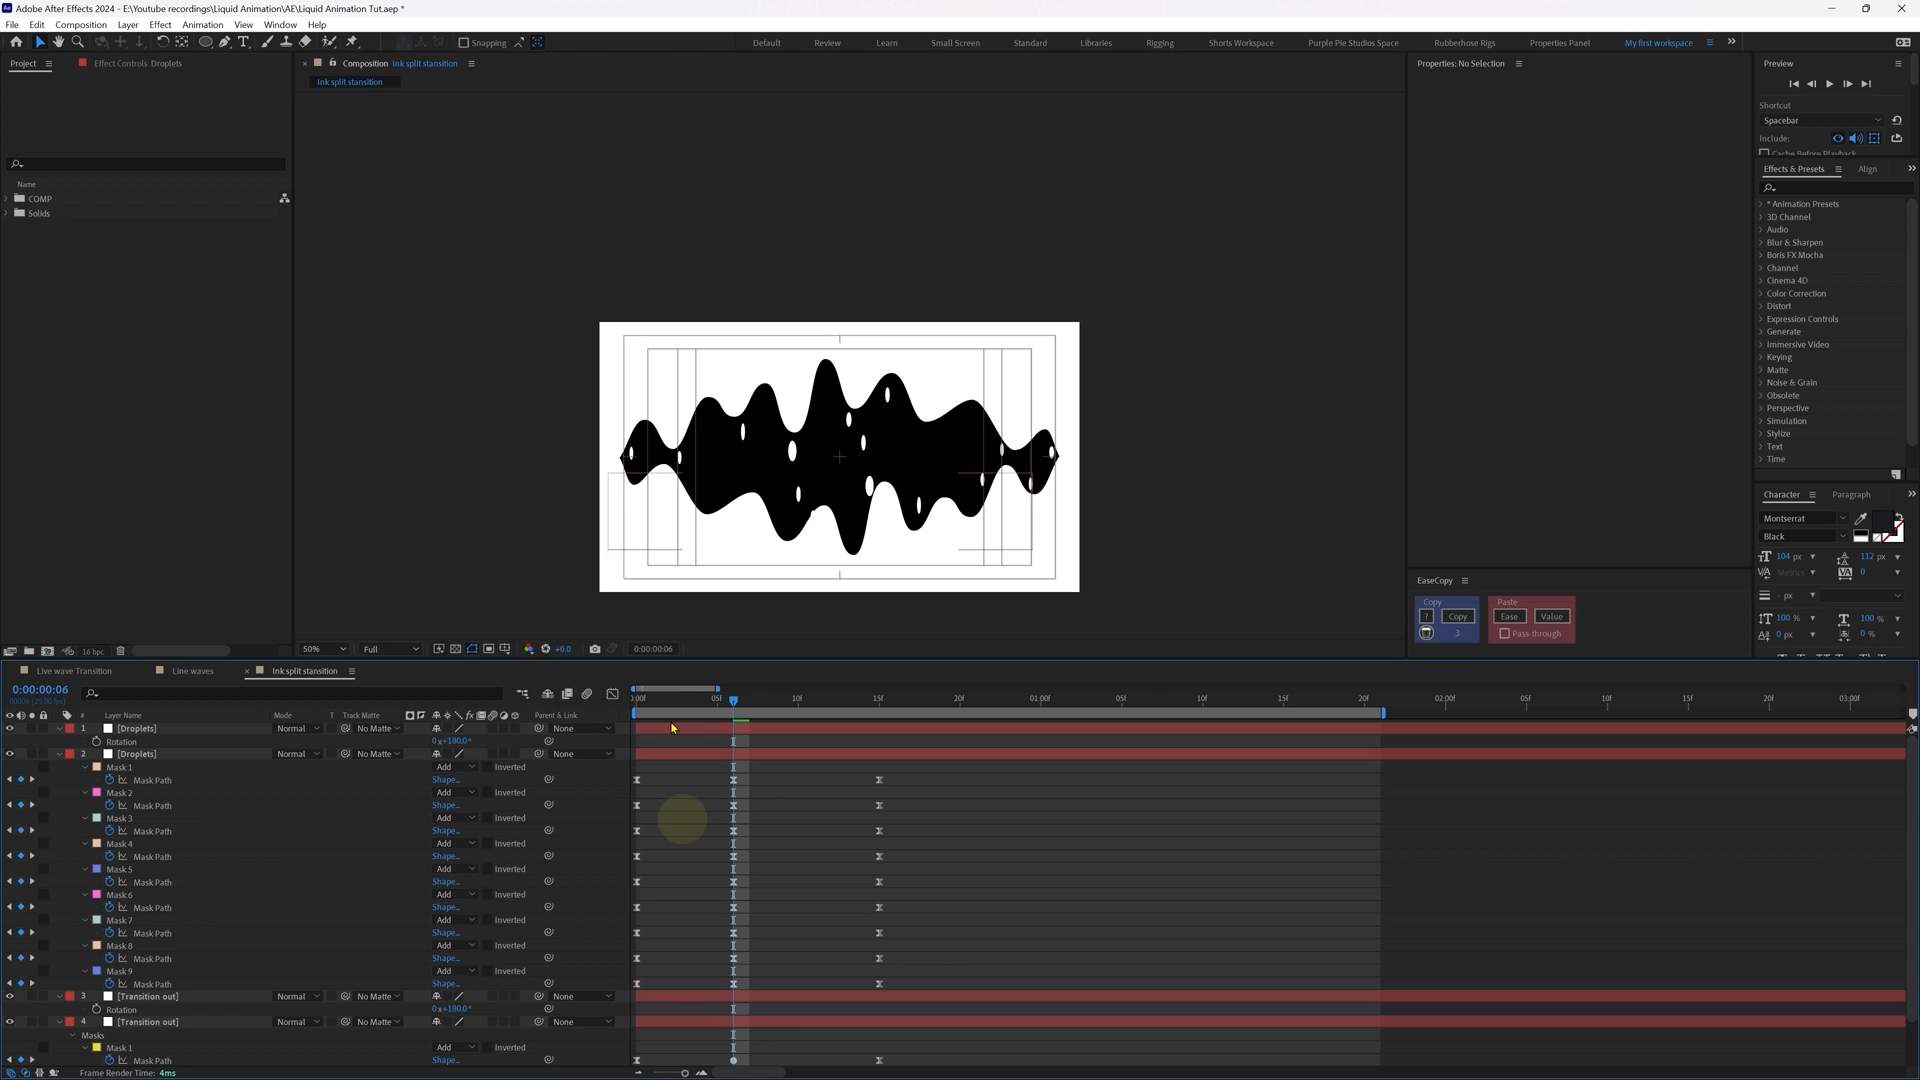 Adobe After Effects 2024 - E:\Youtube recordings\Liquid Animation\AE\Liquid Animation Tut.aep *
File Edit Composition Layer Effect Animation View Window Help
Snapping Default Review Learn Small Screen Standard Libraries Rigging Shorts Workspace Purple Pie Studios Space Rubberhose Rigs Properties Panel My first workspace
Project Effect Controls Droplets
Composition Ink split stansition
Ink split stansition
Properties: No Selection
Preview
Shortcut
Spacebar
Include:
Cache Before Playback
Name
COMP
Solids
Effects & Presets Align
* Animation Presets
3D Channel
Audio
Blur & Sharpen
Boris FX Mocha
Channel
Cinema 4D
Color Correction
Distort
Expression Controls
Generate
Immersive Video
Keying
Matte
Noise & Grain
Obsolete
Perspective
Simulation
Stylize
Text
Time
Character Paragraph
Montserrat
Black
104 px 112 px
Metrics 0
- px
100 % 100 %
0 px 0 %
EaseCopy
Copy Paste
? Copy Ease Value
3 Pass-through
16 bpc
50% Full +0.0 0:00:00:06
Live wave Transition Line waves Ink split stansition
0:00:00:06
00006 (25.00 fps)
05f 10f 15f 20f 01:00f 05f 10f 15f 20f 02:00f 05f 10f 15f 20f 03:00f
# Layer Name Mode T Track Matte Parent & Link
1 [Droplets] Normal No Matte None
Rotation 0x+180.0°
2 [Droplets] Normal No Matte None
Mask 1 Add Inverted
Mask Path Shape...
Mask 2 Add Inverted
Mask Path Shape...
Mask 3 Add Inverted
Mask Path Shape...
Mask 4 Add Inverted
Mask Path Shape...
Mask 5 Add Inverted
Mask Path Shape...
Mask 6 Add Inverted
Mask Path Shape...
Mask 7 Add Inverted
Mask Path Shape...
Mask 8 Add Inverted
Mask Path Shape...
Mask 9 Add Inverted
Mask Path Shape...
3 [Transition out] Normal No Matte None
Rotation 0x+180.0°
4 [Transition out] Normal No Matte None
Masks
Mask 1 Add Inverted
Mask Path Shape...
Frame Render Time: 4ms